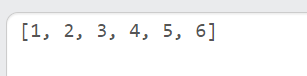 [1, 2, 3, 4, 5, 6]